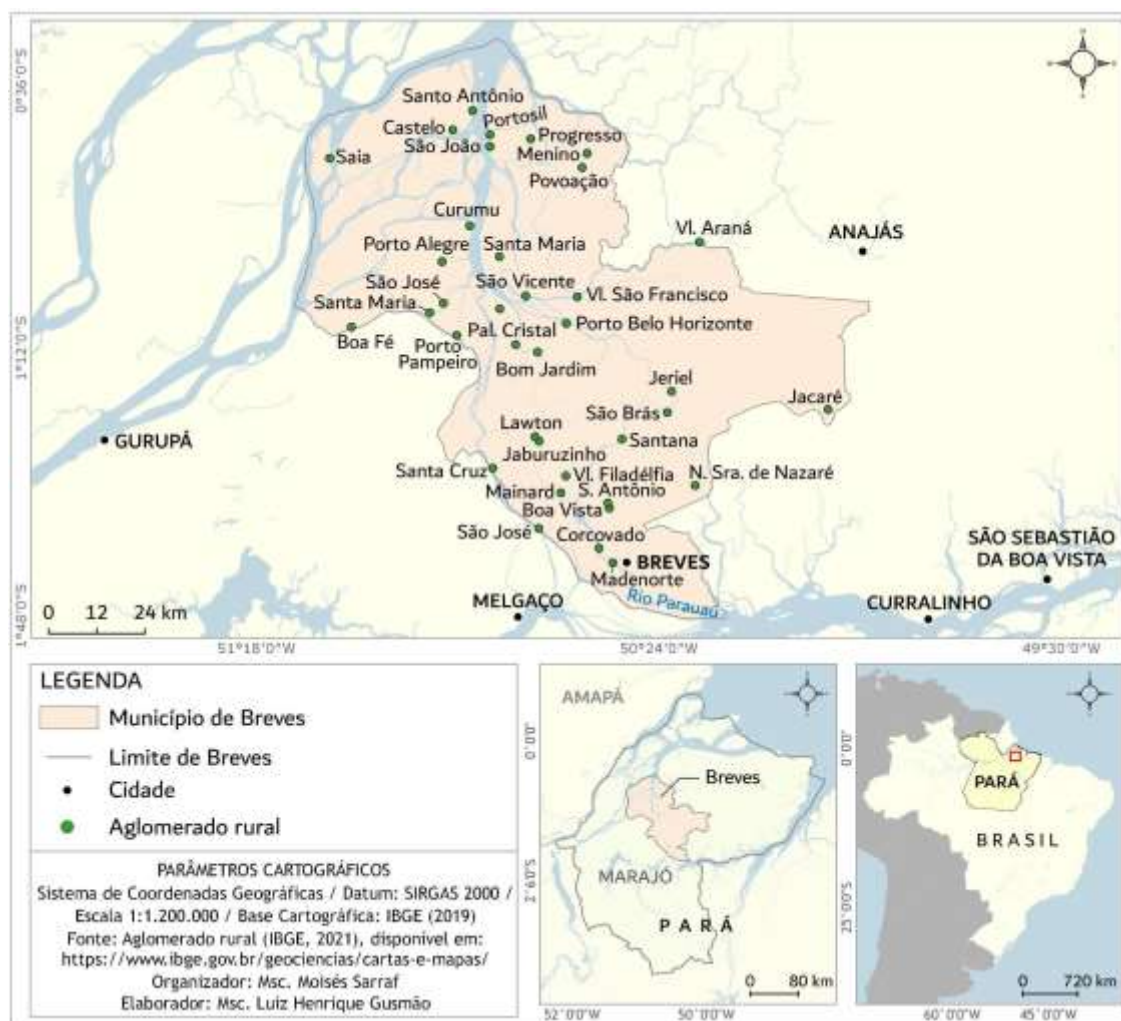 0°36'0"S
1°12'0"S
1°48'0"S
Santo Antônio
Castelo
Portosil
São João
Progresso
Menino
Povoação
Saia
Curumu
Vl. Araná
ANAJÁS
Porto Alegre
Santa Maria
São José
São Vicente
Santa Maria
Vl. São Francisco
Boa Fé
Porto
Pampeiro
Pal. Cristal
Porto Belo Horizonte
Bom Jardim
Jeriel
Jacaré
São Brás
Lawton
Santana
GURUPÁ
Jaburuzinho
Santa Cruz
Vl. Filadélfia
N. Sra. de Nazaré
Mainard
S. Antônio
Boa Vista
São José
Corcovado
SÃO SEBASTIÃO
DA BOA VISTA
BREVES
Madenorte
Rio Parauaú
MELGAÇO
CURRALINHO
0 12 24 km
51°18'0"W 50°24'0"W 49°30'0"W
LEGENDA
Município de Breves
Limite de Breves
Cidade
Aglomerado rural
PARÂMETROS CARTOGRÁFICOS
Sistema de Coordenadas Geográficas / Datum: SIRGAS 2000 /
Escala 1:1.200.000 / Base Cartográfica: IBGE (2019)
Fonte: Aglomerado rural (IBGE, 2021), disponível em:
https://www.ibge.gov.br/geociencias/cartas-e-mapas/
Organizador: Msc. Moisés Sarraf
Elaborador: Msc. Luiz Henrique Gusmão
AMAPÁ
Breves
MARAJÓ
PARÁ
0 80 km
52°0'0"W 50°0'0"W
PARÁ
BRASIL
0°0'0"
25°0'0"S
0 720 km
60°0'0"W 45°0'0"W